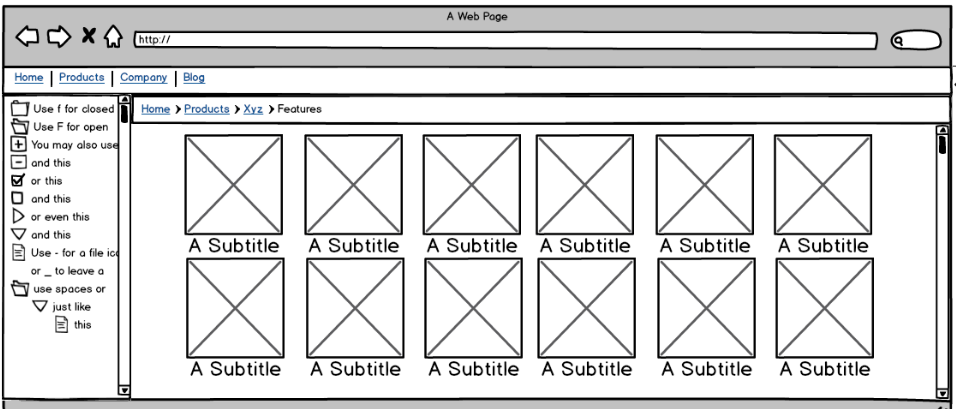 A Web Page
http://
Home Products Company Blog
Use f for closed
Use F for open
You may also use
and this
or this
and this
or even this
and this
Use - for a file ico
or _ to leave a
use spaces or
just like
this
Home Products Xyz Features
A Subtitle A Subtitle A Subtitle A Subtitle A Subtitle A Subtitle
A Subtitle A Subtitle A Subtitle A Subtitle A Subtitle A Subtitle